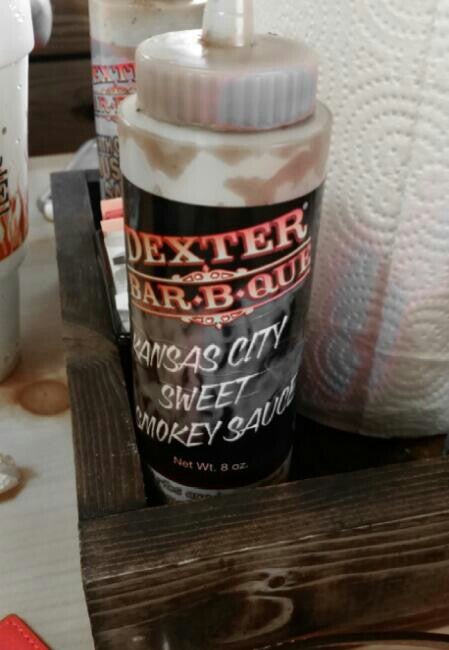 DEXTER
BAR·B·QUE
KANSAS CITY
SWEET
SMOKEY SAUCE
Net Wt. 8 oz.